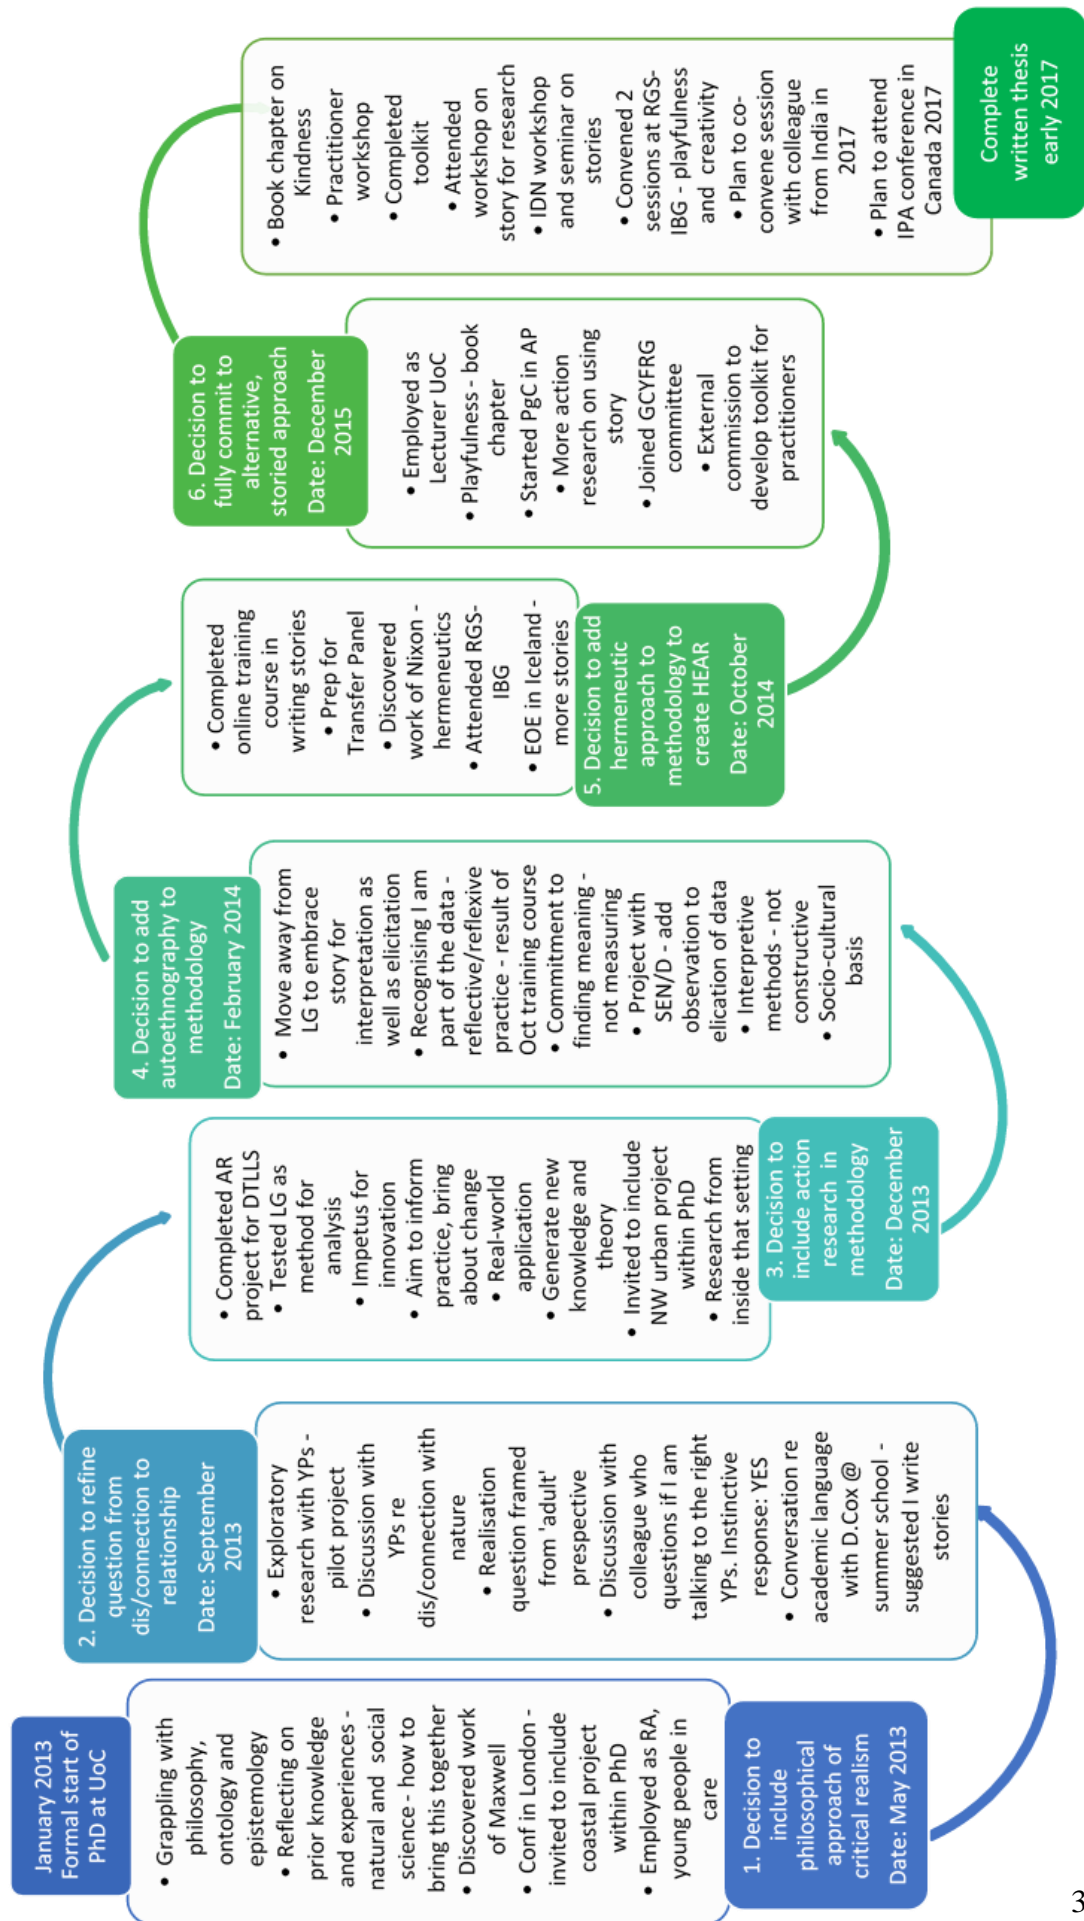 January 2013
Formal start of
PhD at UoC
• Grappling with
philosophy,
ontology and
epistemology
• Reflecting on
prior knowledge
and experiences -
natural and social
science - how to
bring this together
• Discovered work
of Maxwell
• Conf in London -
invited to include
coastal project
within PhD
• Employed as RA,
young people in
care
1. Decision to
include
philosophical
approach of
critical realism
Date: May 2013
2. Decision to refine
question from
dis/connection to
relationship
Date: September
2013
• Exploratory
research with YPs -
pilot project
• Discussion with
YPs re
dis/connection with
nature
• Realisation
question framed
from 'adult'
prespective
• Discussion with
colleague who
questions if I am
talking to the right
YPs. Instinctive
response: YES
• Conversation re
academic language
with D.Cox @
summer school -
suggested I write
stories
• Completed AR
project for DTLLS
• Tested LG as
method for
analysis
• Impetus for
innovation
• Aim to inform
practice, bring
about change
• Real-world
application
• Generate new
knowledge and
theory
• Invited to include
NW urban project
within PhD
• Research from
inside that setting
3. Decision to
include action
research in
methodology
Date: December
2013
4. Decision to add
autoethnography to
methodology
Date: February 2014
• Move away from
LG to embrace
story for
interpretation as
well as elicitation
• Recognising I am
part of the data -
reflective/reflexive
practice - result of
Oct training course
• Commitment to
finding meaning -
not measuring
• Project with
SEN/D - add
observation to
elication of data
• Interpretive
methods - not
constructive
• Socio-cultural
basis
• Completed
online training
course in
writing stories
• Prep for
Transfer Panel
• Discovered
work of Nixon -
hermeneutics
• Attended RGS-
IBG
• EOE in Iceland -
more stories
5. Decision to add
hermeneutic
approach to
methodology to
create HEAR
Date: October
2014
6. Decision to
fully commit to
alternative,
storied approach
Date: December
2015
• Employed as
Lecturer UoC
• Playfulness - book
chapter
• Started PgC in AP
• More action
research on using
story
• Joined GCYFRG
committee
• External
commission to
develop toolkit for
practitioners
• Book chapter on
Kindness
• Practitioner
workshop
• Completed
toolkit
• Attended
workshop on
story for research
• IDN workshop
and seminar on
stories
• Convened 2
sessions at RGS-
IBG - playfulness
and creativity
• Plan to co-
convene session
with colleague
from India in
2017
• Plan to attend
IPA conference in
Canada 2017
Complete
written thesis
early 2017
3